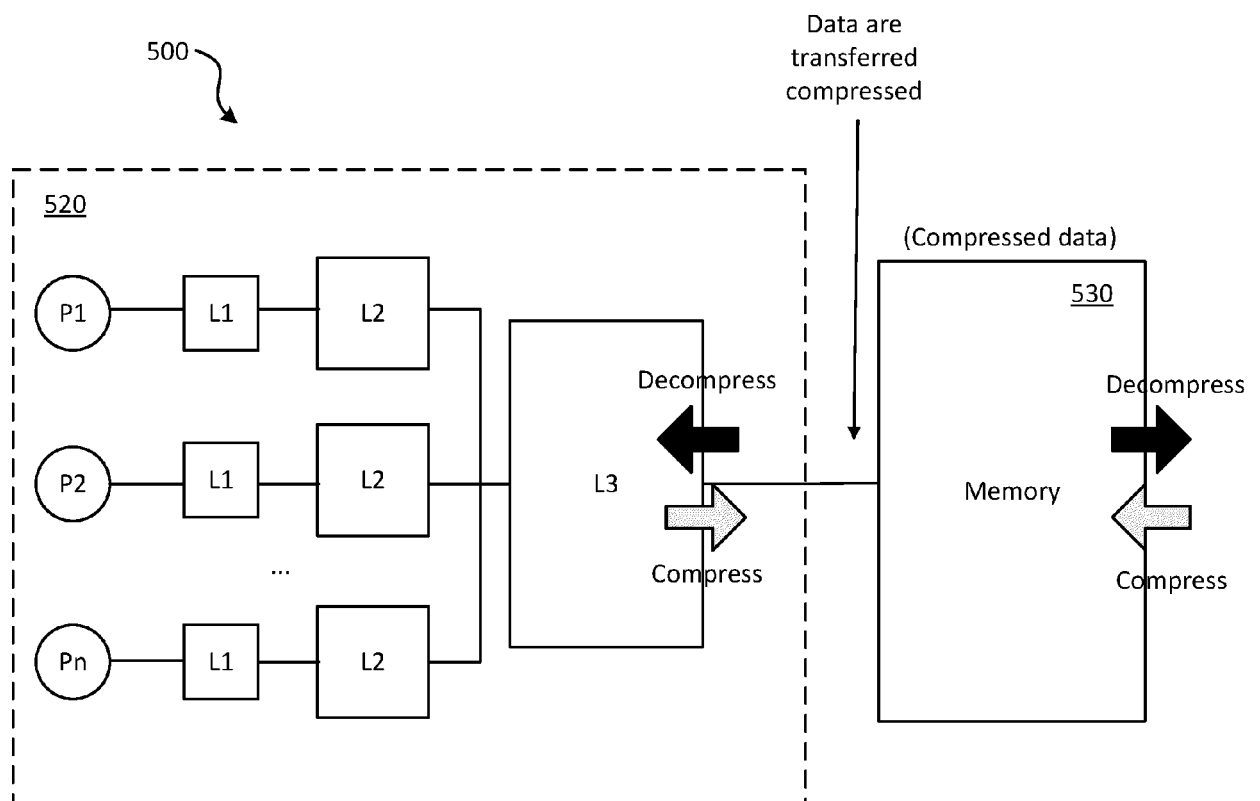 Data are
transferred
compressed
500
520
(Compressed data)
530
P1
L1
L2
Decompress
Decompress
P2
L1
L2
L3
Memory
...
Compress
Compress
Pn
L1
L2